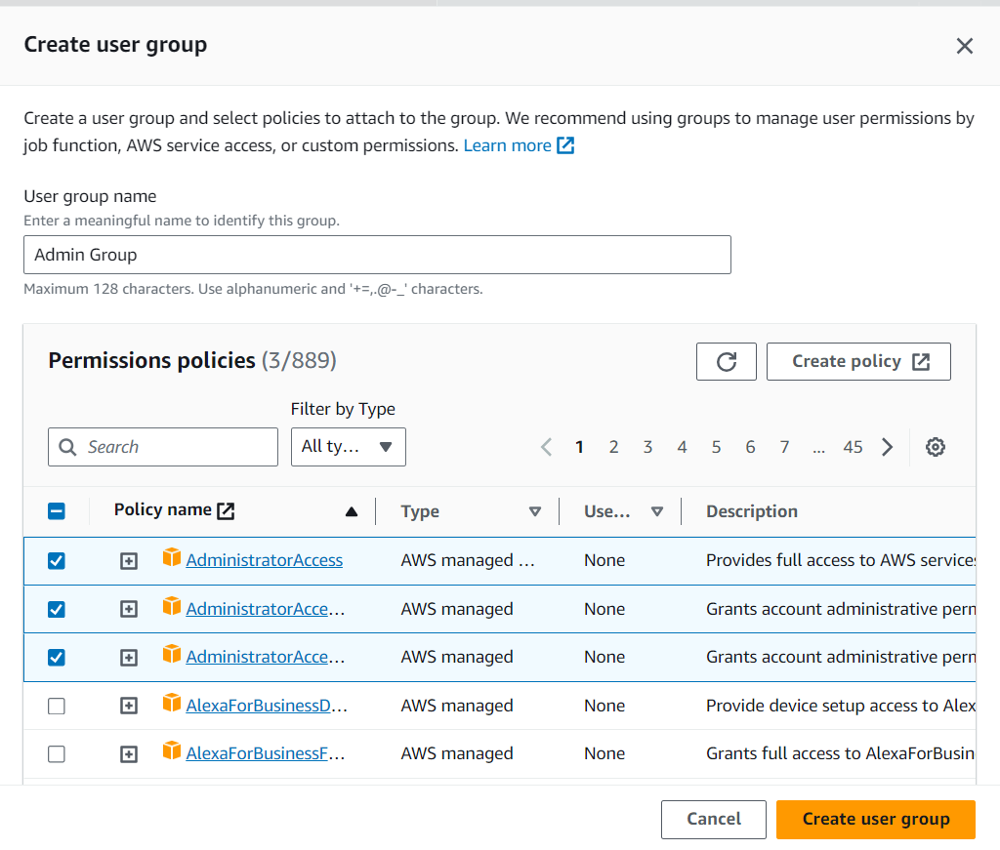 Create user group
Create a user group and select policies to attach to the group. We recommend using groups to manage user permissions by
job function, AWS service access, or custom permissions. Learn more
User group name
Enter a meaningful name to identify this group.
Admin Group
Maximum 128 characters. Use alphanumeric and '+=,.@-_' characters.
Permissions policies (3/889)
Create policy
Filter by Type
Search
All ty...
1 2 3 4 5 6 7 ... 45
Policy name Type Use... Description
AdministratorAccess AWS managed ... None Provides full access to AWS services
AdministratorAcce... AWS managed None Grants account administrative perm
AdministratorAcce... AWS managed None Grants account administrative perm
AlexaForBusinessD... AWS managed None Provide device setup access to Alex
AlexaForBusinessF... AWS managed None Grants full access to AlexaForBusin
Cancel Create user group